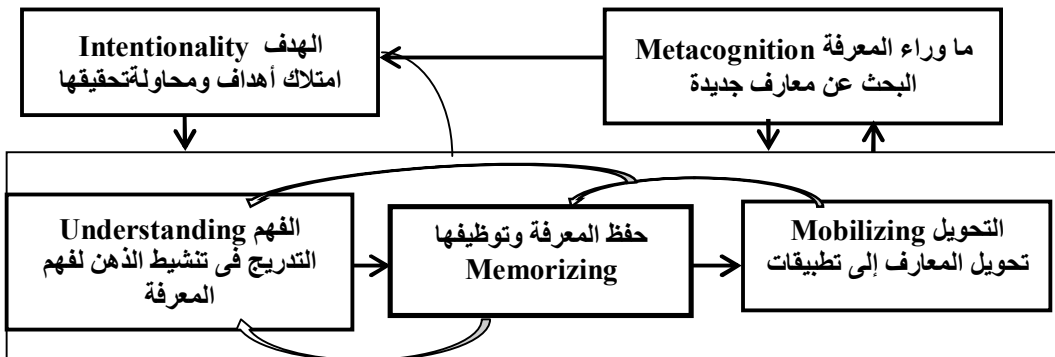 الهدف Intentionality
امتلاك أهداف ومحاولةتحقيقها
ما وراء المعرفة Metacognition
البحث عن معارف جديدة
الفهم Understanding
التدريج فى تنشيط الذهن لفهم
المعرفة
حفظ المعرفة وتوظيفها
Memorizing
التحويل Mobilizing
تحويل المعارف إلى تطبيقات